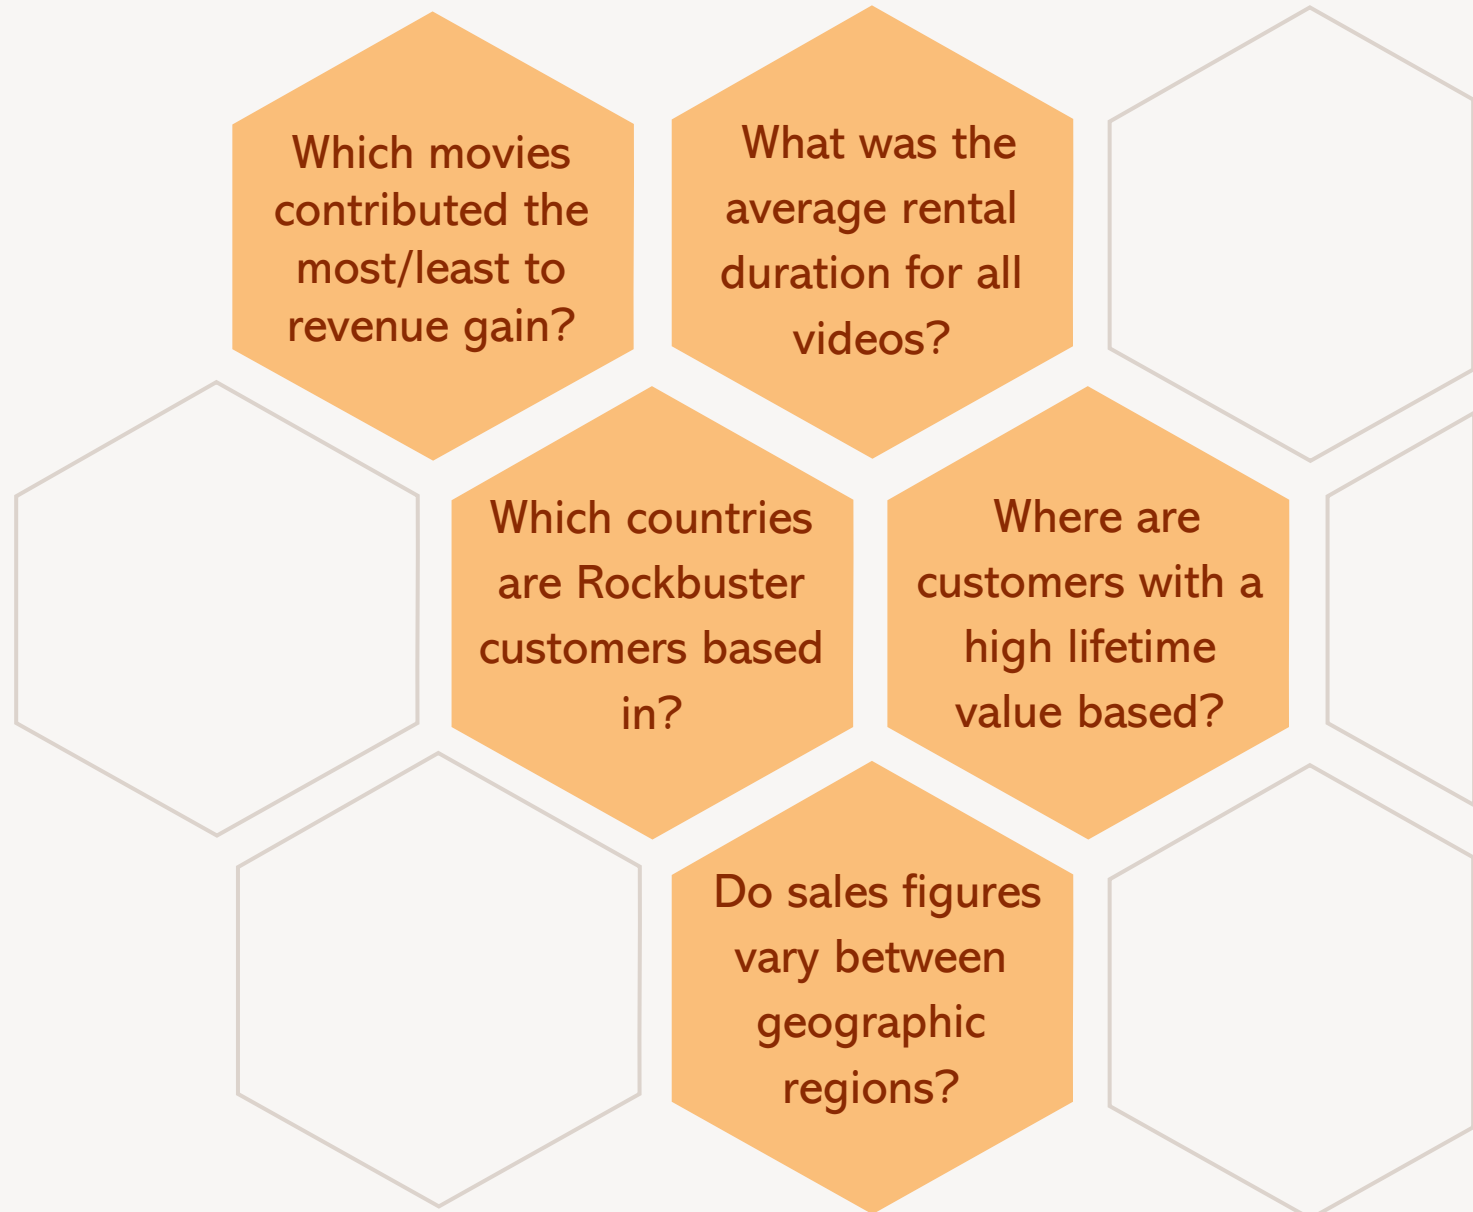 Which movies
contributed the
most/least to
revenue gain?
What was the
average rental
duration for all
videos?
Which countries
are Rockbuster
customers based
in?
Where are
customers with a
high lifetime
value based?
Do sales figures
vary between
geographic
regions?